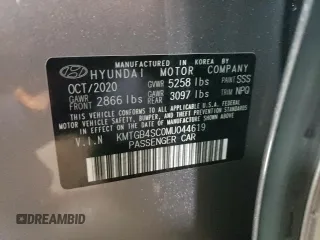 MANUFACTURED IN KOREA BY
HYUNDAI MOTOR COMPANY
OCT/2020 GVWR 5258 lbs PAINT SSS
GAWR FRONT 2866 lbs GAWR REAR 3097 lbs TRIM NPQ
THIS VEHICLE CONFORMS TO ALL APPLICABLE U.S.A. FEDERAL
MOTOR VEHICLE SAFETY, BUMPER, AND THEFT PREVENTION
STANDARDS IN EFFECT ON THE DATE OF MANUFACTURE SHOWN ABOVE.
V.I.N KMTGB4SC0MU044619
PASSENGER CAR
DREAMBID